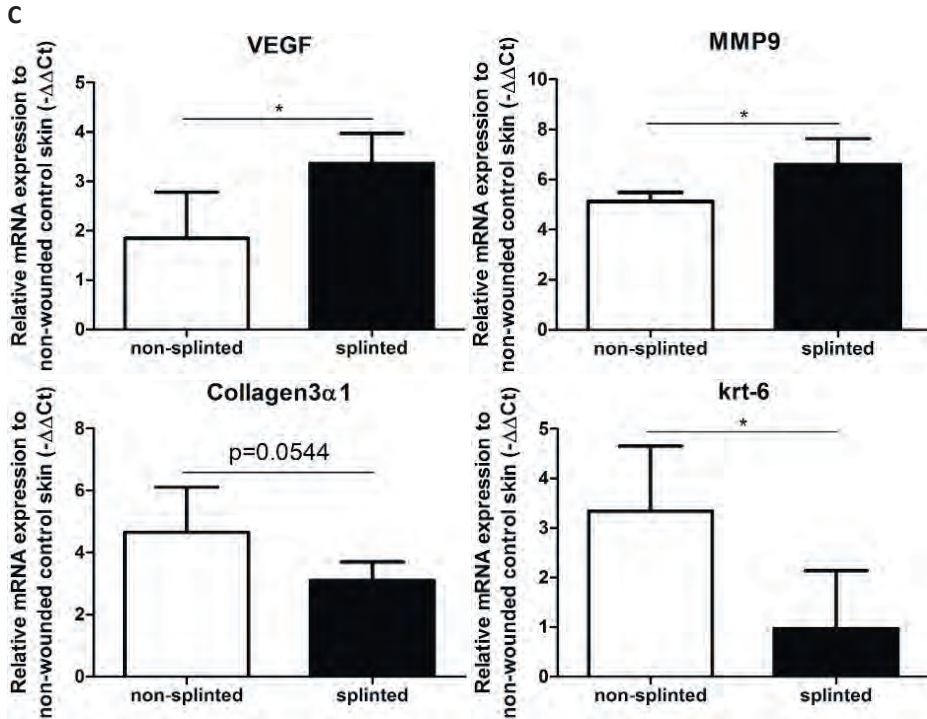 C
VEGF
Relative mRNA expression to
non-wounded control skin (-ΔΔCt)
5
4
3
2
1
0
*
non-splinted
splinted
MMP9
Relative mRNA expression to
non-wounded control skin (-ΔΔCt)
10
8
6
4
2
0
*
non-splinted
splinted
Collagen3α1
Relative mRNA expression to
non-wounded control skin (-ΔΔCt)
8
6
4
2
0
p=0.0544
non-splinted
splinted
krt-6
Relative mRNA expression to
non-wounded control skin (-ΔΔCt)
5
4
3
2
1
0
*
non-splinted
splinted